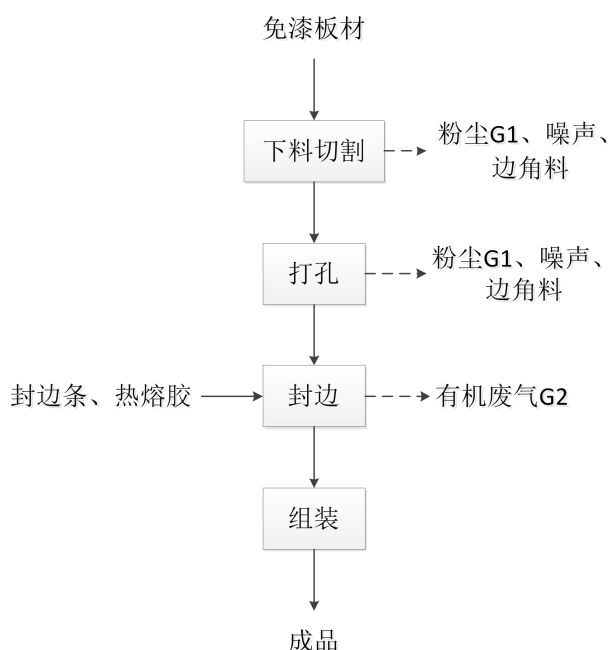 免漆板材
下料切割
粉尘G1、噪声、
边角料
打孔
粉尘G1、噪声、
边角料
封边条、热熔胶
封边
有机废气G2
组装
成品